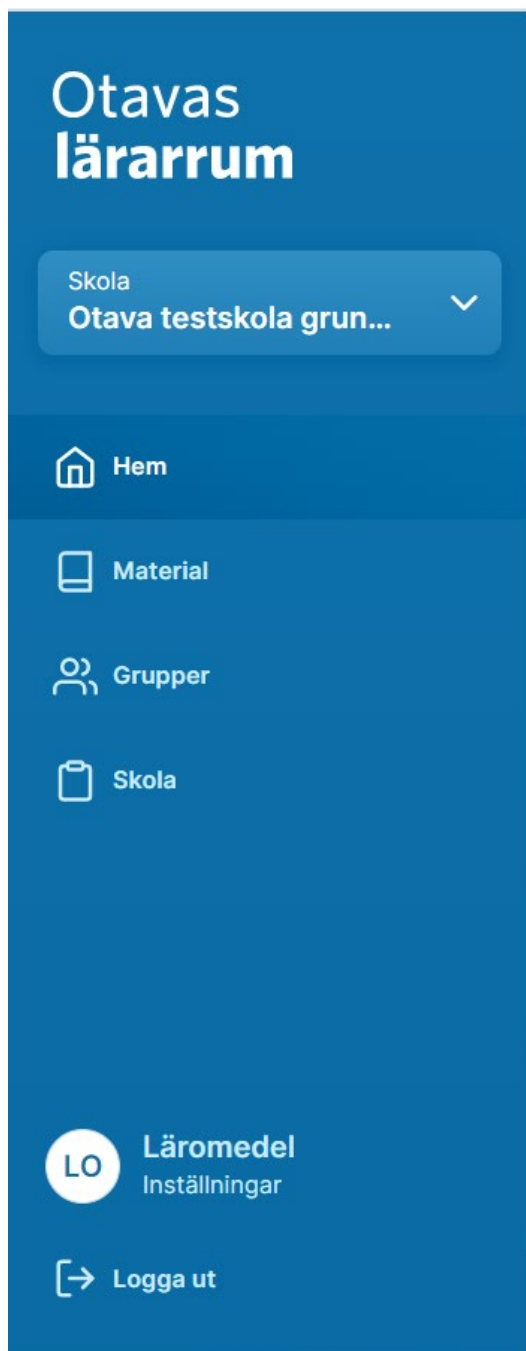 Otavas
lärarrum
Skola
Otava testskola grun...
Hem
Material
Grupper
Skola
LO
Läromedel
Inställningar
Logga ut